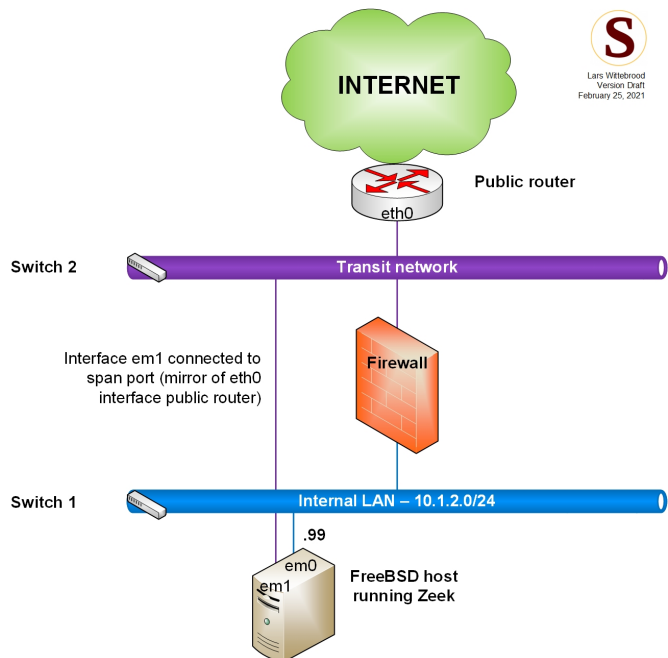 INTERNET
S
Lars Wittebrood
Version Draft
February 25, 2021
Public router
eth0
Switch 2
Transit network
Interface em1 connected to
span port (mirror of eth0
interface public router)
Firewall
Switch 1
Internal LAN – 10.1.2.0/24
.99
em0
em1
FreeBSD host
running Zeek